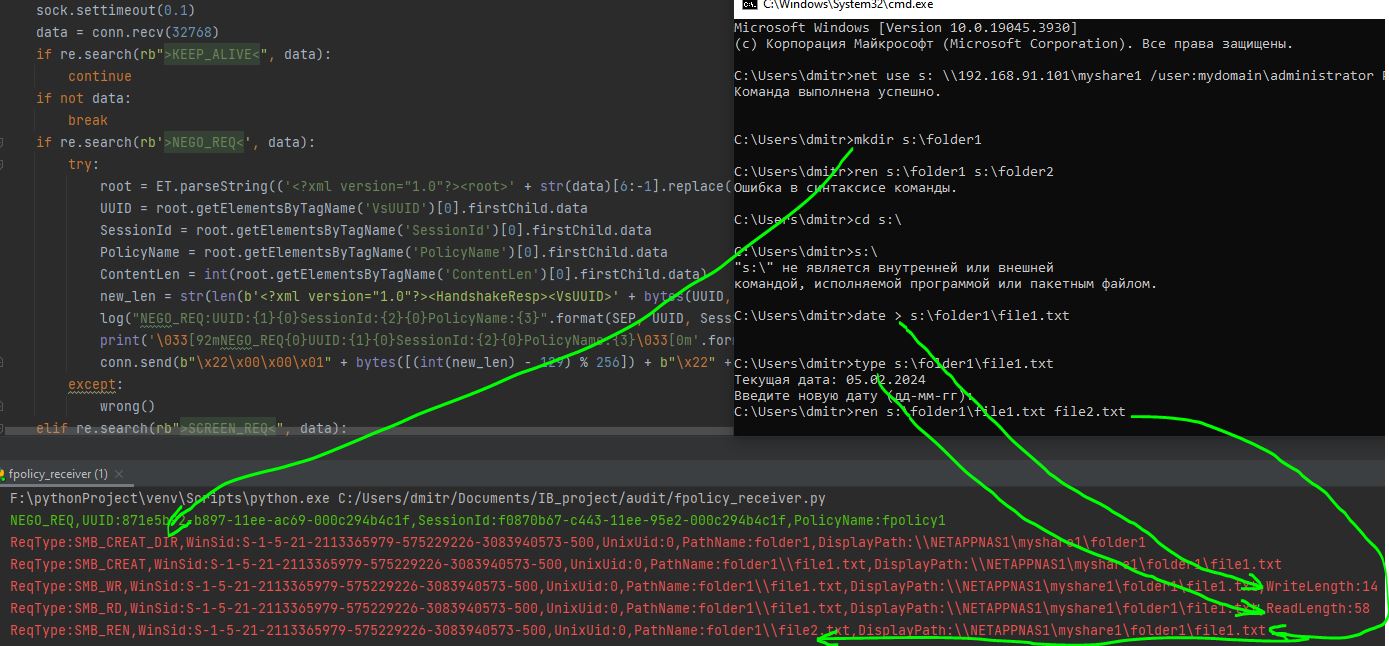 sock.settimeout(0.1)
data = conn.recv(32768)
if re.search(rb">KEEP_ALIVE<", data):
continue
if not data:
break
if re.search(rb'>NEGO_REQ<', data):
try:
root = ET.parseString(('<?xml version="1.0"?><root>' + str(data)[6:-1].replace(
UUID = root.getElementsByTagName('VsUUID')[0].firstChild.data
SessionId = root.getElementsByTagName('SessionId')[0].firstChild.data
PolicyName = root.getElementsByTagName('PolicyName')[0].firstChild.data
ContentLen = int(root.getElementsByTagName('ContentLen')[0].firstChild.data)
new_len = str(len(b'<?xml version="1.0"?><HandshakeResp><VsUUID>' + bytes(UUID,
log("NEGO_REQ:UUID:{1}{0}SessionId:{2}{0}PolicyName:{3}".format(SEP, UUID, Sess
print('\033[92mNEGO_REQ{0}UUID:{1}{0}SessionId:{2}{0}PolicyName:{3}\033[0m'.for
conn.send(b"\x22\x00\x00\x01" + bytes([(int(new_len) - 129) % 256]) + b"\x22" +
except:
wrong()
elif re.search(rb">SCREEN_REQ<", data):
C:\Windows\System32\cmd.exe
Microsoft Windows [Version 10.0.19045.3930]
(c) Корпорация Майкрософт (Microsoft Corporation). Все права защищены.
C:\Users\dmitr>net use s: \\192.168.91.101\myshare1 /user:mydomain\administrator
Команда выполнена успешно.
C:\Users\dmitr>mkdir s:\folder1
C:\Users\dmitr>ren s:\folder1 s:\folder2
Ошибка в синтаксисе команды.
C:\Users\dmitr>cd s:\
C:\Users\dmitr>s:\
"s:\" не является внутренней или внешней
командой, исполняемой программой или пакетным файлом.
C:\Users\dmitr>date > s:\folder1\file1.txt
C:\Users\dmitr>type s:\folder1\file1.txt
Текущая дата: 05.02.2024
Введите новую дату (дд-мм-гг):
C:\Users\dmitr>ren s:\folder1\file1.txt file2.txt
fpolicy_receiver (1)
F:\pythonProject\venv\Scripts\python.exe C:/Users/dmitr/Documents/IB_project/audit/fpolicy_receiver.py
NEGO_REQ,UUID: b897-11ee-ac69-000c294b4c1f,SessionId:f0870b67-c443-11ee-95e2-000c294b4c1f,PolicyName:fpolicy1
ReqType:SMB_CREAT_DIR,WinSid:S-1-5-21-2113365979-575229226-3083940573-500,UnixUid:0,PathName:folder1,DisplayPath:\\NETAPPNAS1\myshare1\folder1
ReqType:SMB_CREAT,WinSid:S-1-5-21-2113365979-575229226-3083940573-500,UnixUid:0,PathName:folder1\\file1.txt,DisplayPath:\\NETAPPNAS1\myshare1\folder1\file1.txt
ReqType:SMB_WR,WinSid:S-1-5-21-2113365979-575229226-3083940573-500,UnixUid:0,PathName:folder1\\file1.txt,DisplayPath:\\NETAPPNAS1\myshare1\folder1\file1.txt,WriteLength:14
ReqType:SMB_RD,WinSid:S-1-5-21-2113365979-575229226-3083940573-500,UnixUid:0,PathName:folder1\\file1.txt,DisplayPath:\\NETAPPNAS1\myshare1\folder1\file1.txt,ReadLength:58
ReqType:SMB_REN,WinSid:S-1-5-21-2113365979-575229226-3083940573-500,UnixUid:0,PathName:folder1\\file2.txt,DisplayPath:\\NETAPPNAS1\myshare1\folder1\file1.txt